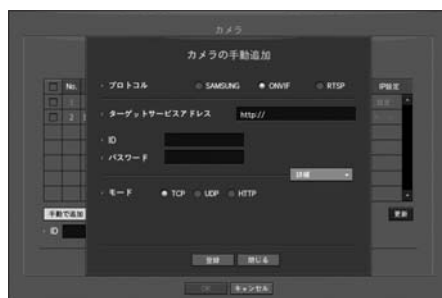 カメラ
カメラの手動追加
No.
IP設定
プロトコル SAMSUNG ONVIF RTSP
1
2
ターゲットサービスアドレス http://
ID
パスワード
詳細
モード TCP UDP HTTP
手動で追加
更新
ID
登録 閉じる
OK キャンセル